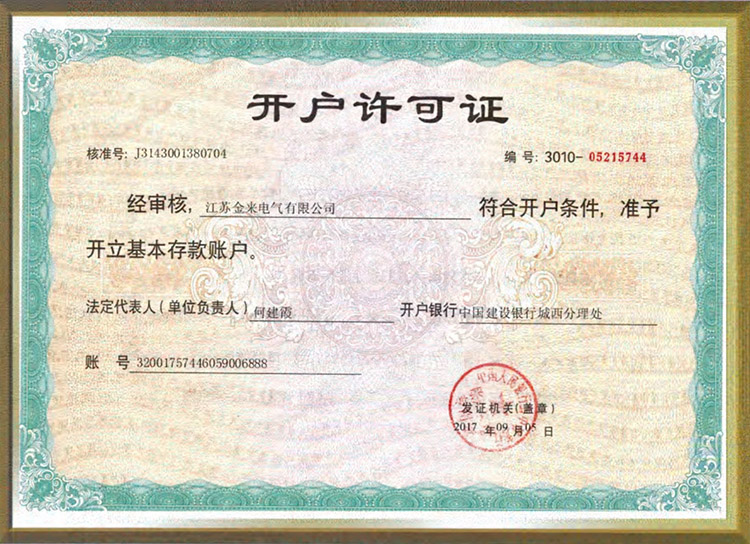 开户许可证
核准号: J3143001380704 编 号: 3010-05215744
经审核, 江苏金来电气有限公司 符合开户条件, 准予
开立基本存款账户。
法定代表人(单位负责人) 何建霞 开户银行 中国建设银行城西分理处
账 号 32001757446059006888
发证机关(盖章)
2017 年 09 月 05 日